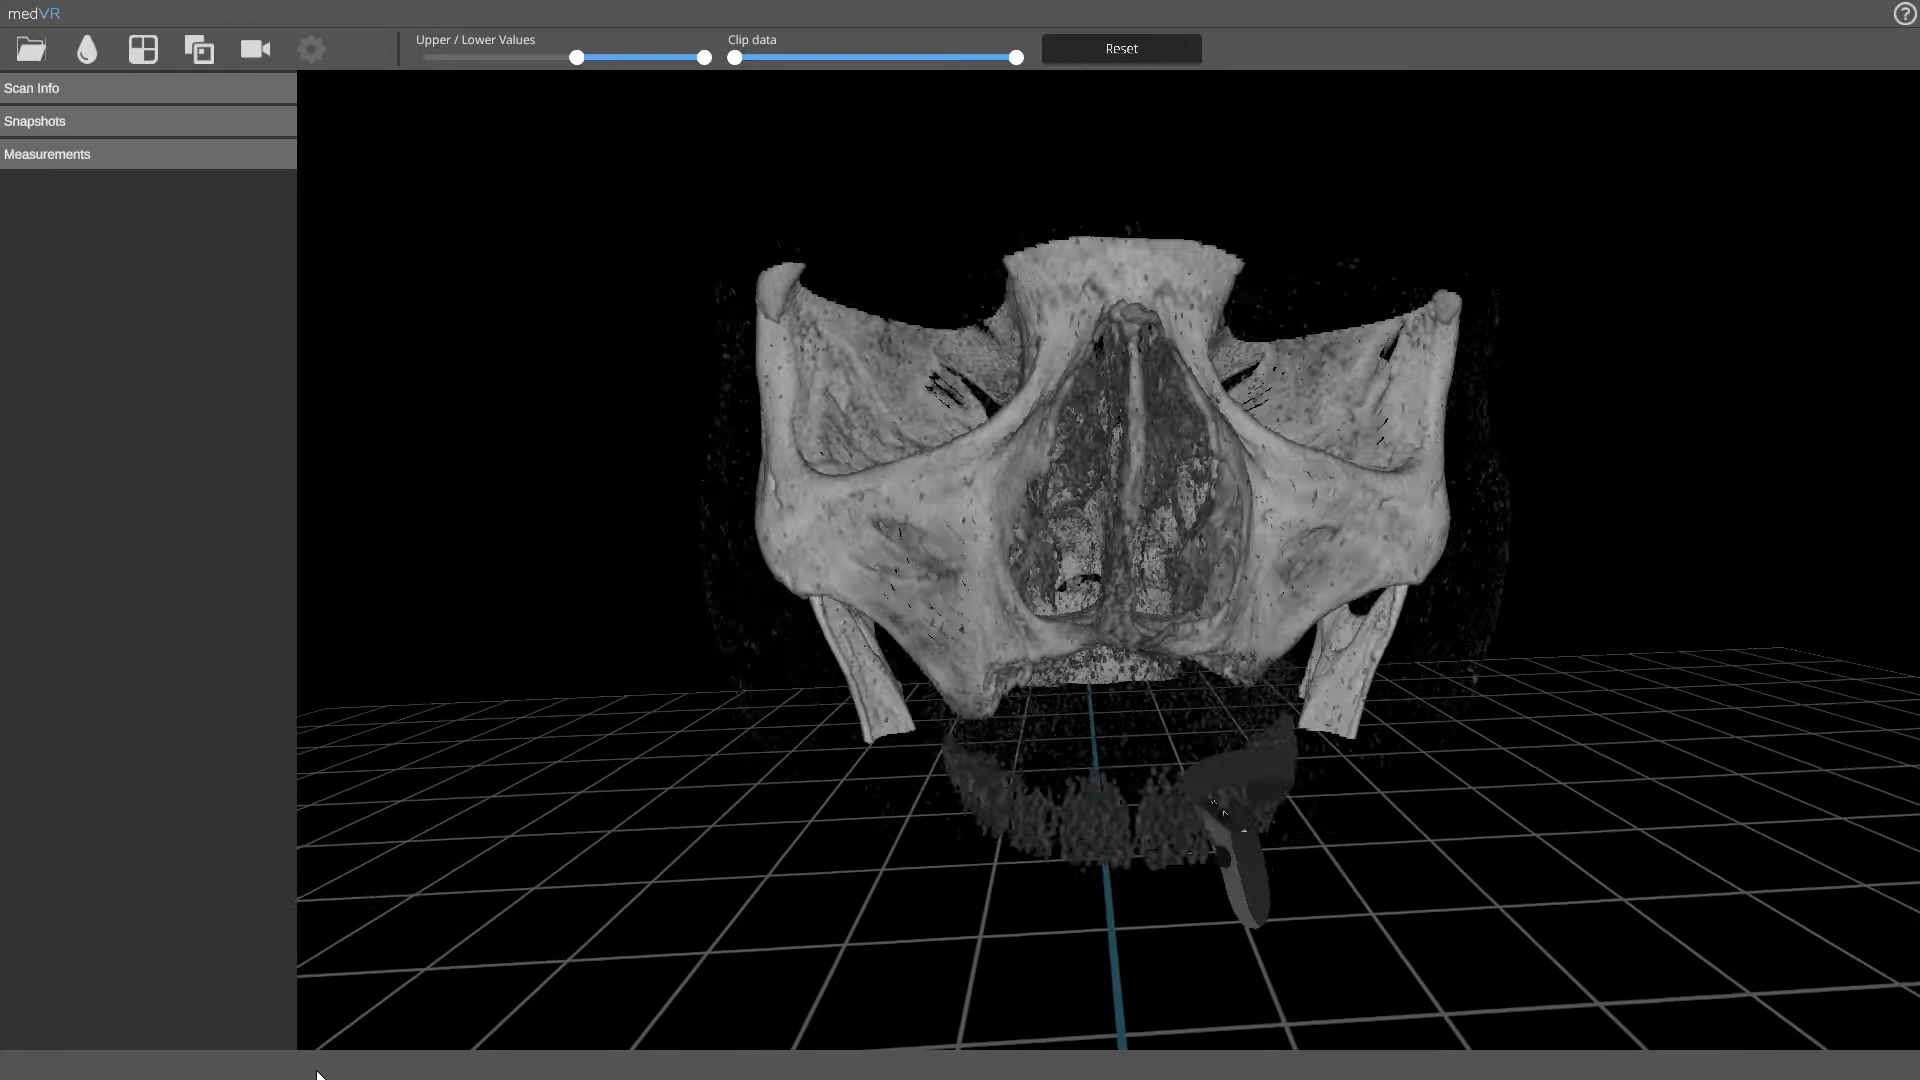 medVR
?
Upper / Lower Values
Clip data
Reset
Scan Info
Snapshots
Measurements